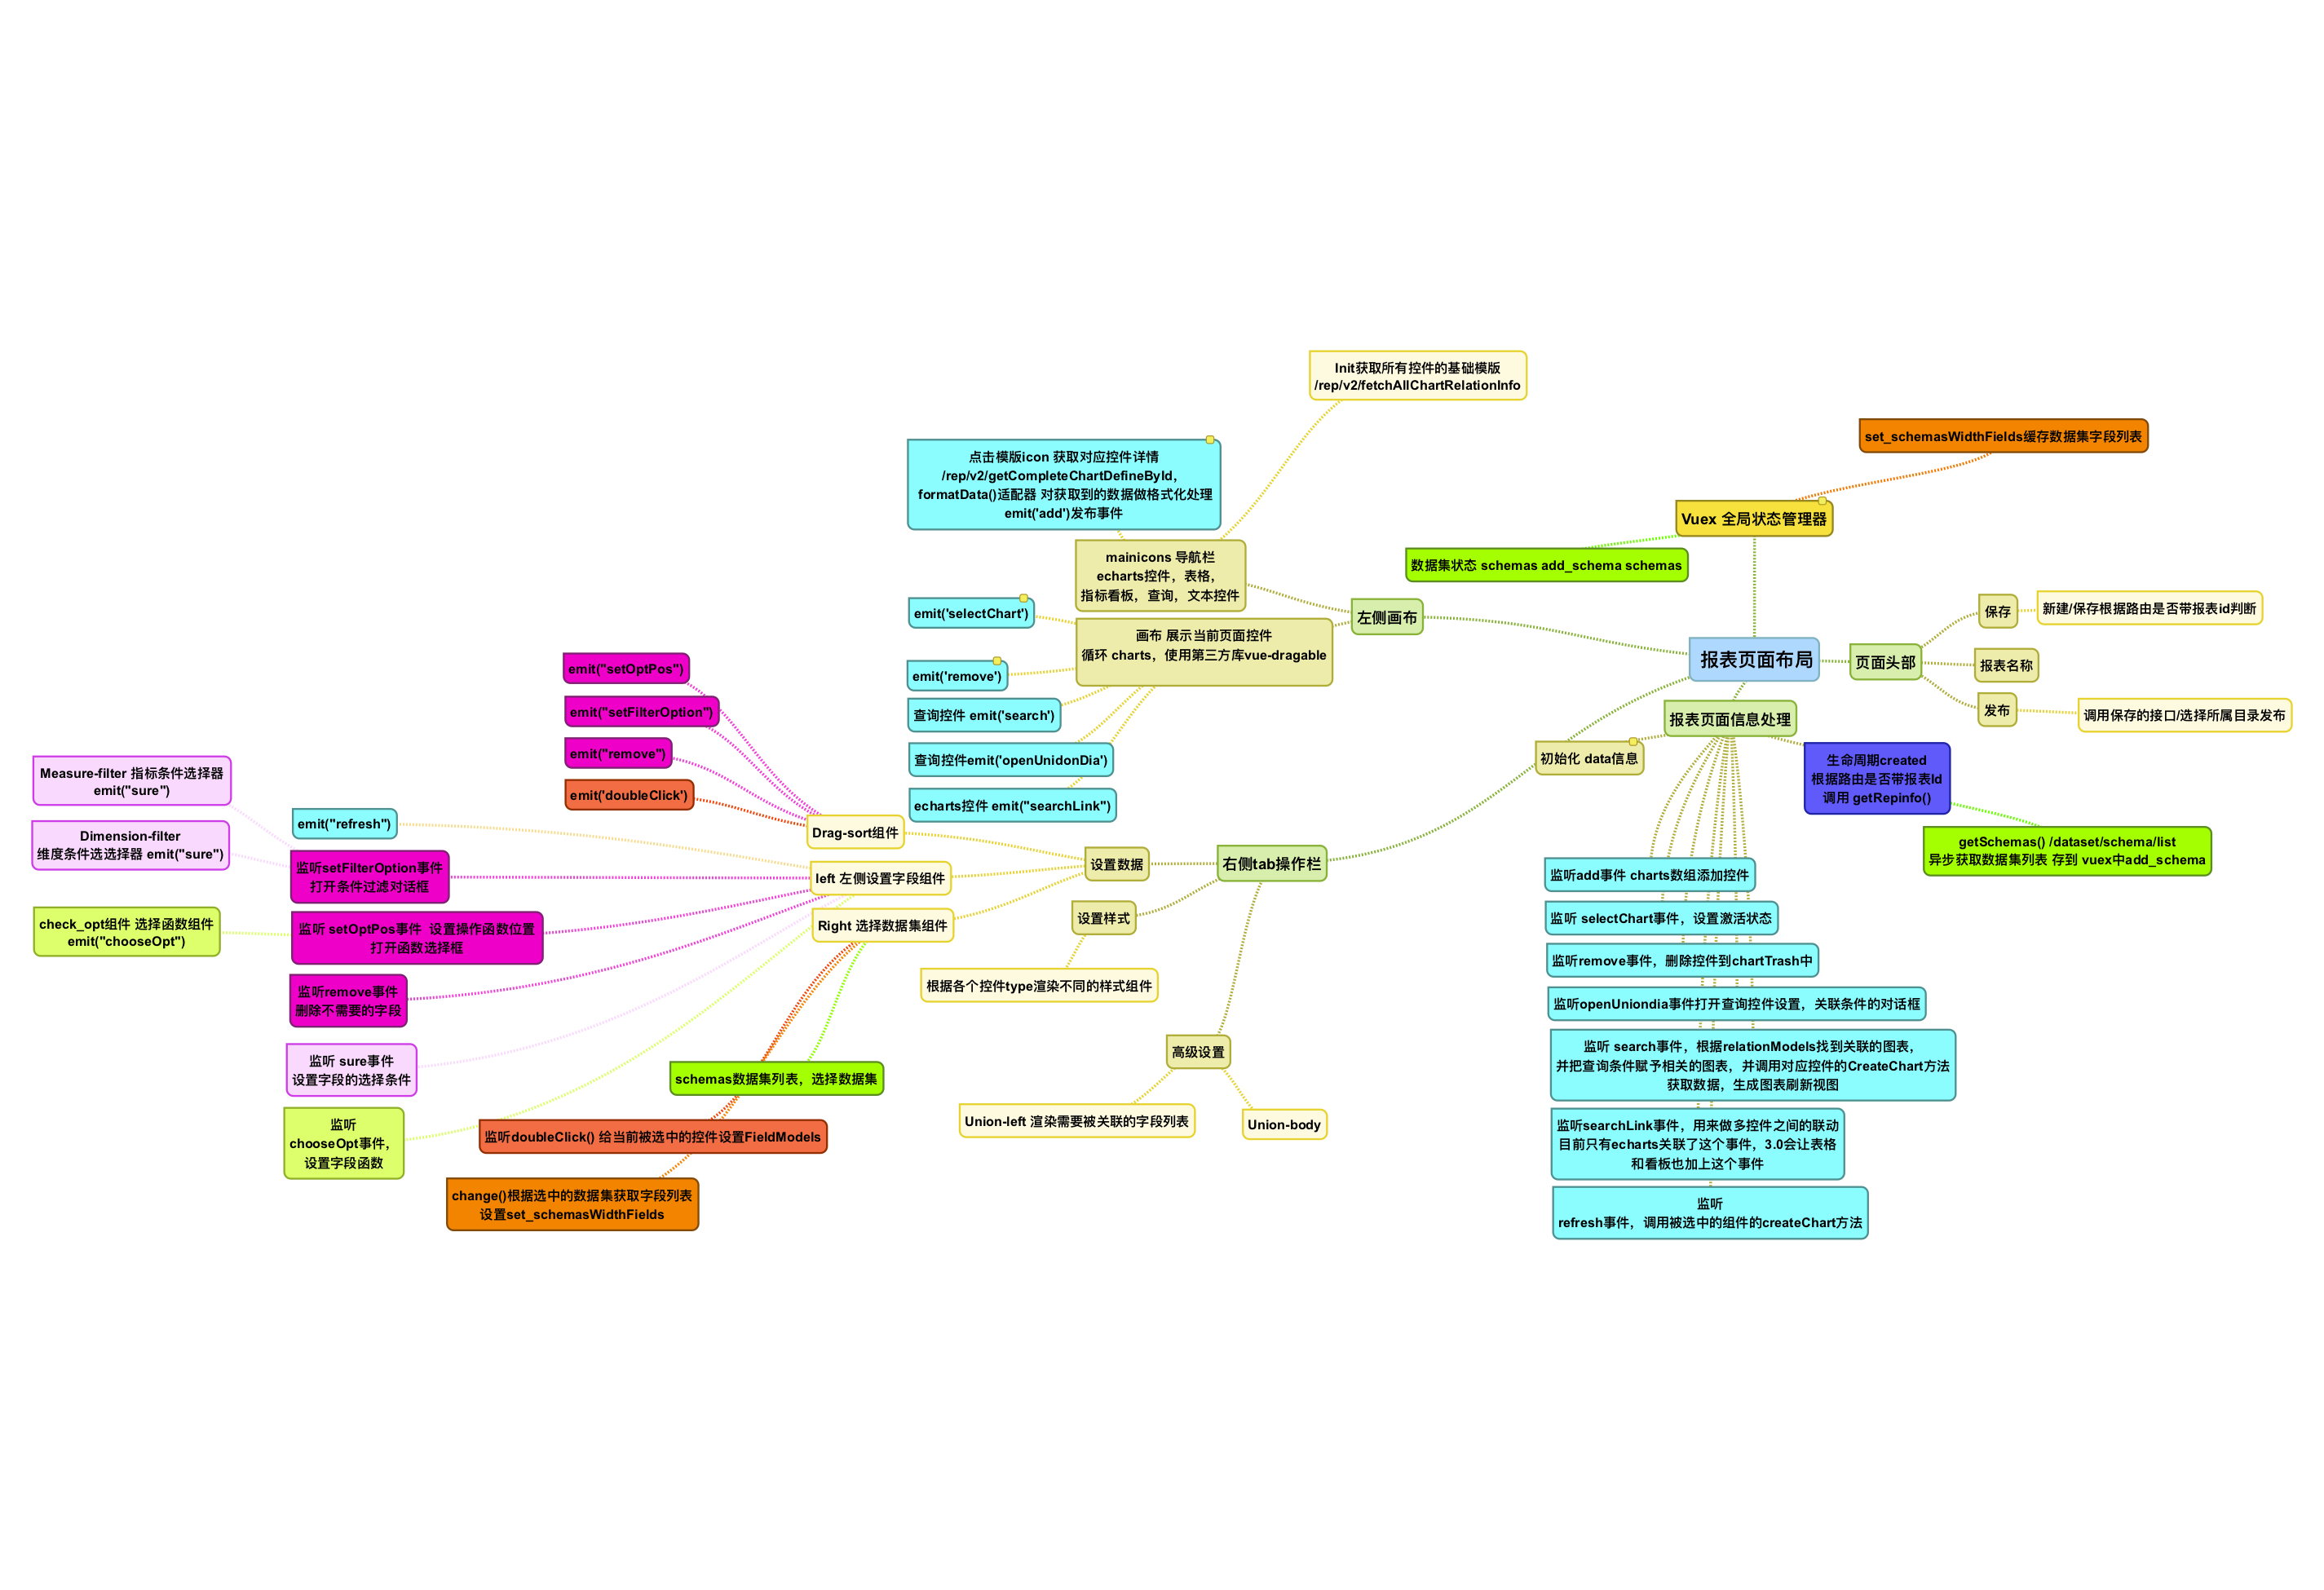 报表页面布局
Vuex 全局状态管理器
set_schemasWidthFields缓存数据集字段列表
数据集状态 schemas add_schema schemas
页面头部
保存
新建/保存根据路由是否带报表id判断
报表名称
发布
调用保存的接口/选择所属目录发布
报表页面信息处理
初始化 data信息
生命周期created
根据路由是否带报表Id
调用 getRepinfo()
getSchemas() /dataset/schema/list
异步获取数据集列表 存到 vuex中add_schema
监听add事件 charts数组添加控件
监听 selectChart事件，设置激活状态
监听remove事件，删除控件到chartTrash中
监听openUniondia事件打开查询控件设置，关联条件的对话框
监听 search事件，根据relationModels找到关联的图表，
并把查询条件赋予相关的图表，并调用对应控件的CreateChart方法
获取数据，生成图表刷新视图
监听searchLink事件，用来做多控件之间的联动
目前只有echarts关联了这个事件，3.0会让表格
和看板也加上这个事件
监听
refresh事件，调用被选中的组件的createChart方法
左侧画布
Init获取所有控件的基础模版
/rep/v2/fetchAllChartRelationInfo
点击模版icon 获取对应控件详情
/rep/v2/getCompleteChartDefineById，
formatData()适配器 对获取到的数据做格式化处理
emit('add')发布事件
mainicons 导航栏
echarts控件，表格，
指标看板，查询，文本控件
画布 展示当前页面控件
循环 charts，使用第三方库vue-dragable
emit('selectChart')
emit('remove')
查询控件 emit('search')
查询控件emit('openUnidonDia')
echarts控件 emit("searchLink")
右侧tab操作栏
设置数据
Drag-sort组件
emit("setOptPos")
emit("setFilterOption")
emit("remove")
emit('doubleClick')
left 左侧设置字段组件
emit("refresh")
监听setFilterOption事件
打开条件过滤对话框
Measure-filter 指标条件选择器
emit("sure")
Dimension-filter
维度条件选选择器 emit("sure")
监听 setOptPos事件  设置操作函数位置
打开函数选择框
check_opt组件 选择函数组件
emit("chooseOpt")
监听remove事件
删除不需要的字段
监听 sure事件
设置字段的选择条件
监听
chooseOpt事件，
设置字段函数
Right 选择数据集组件
schemas数据集列表，选择数据集
监听doubleClick() 给当前被选中的控件设置FieldModels
change()根据选中的数据集获取字段列表
设置set_schemasWidthFields
设置样式
根据各个控件type渲染不同的样式组件
高级设置
Union-left 渲染需要被关联的字段列表
Union-body